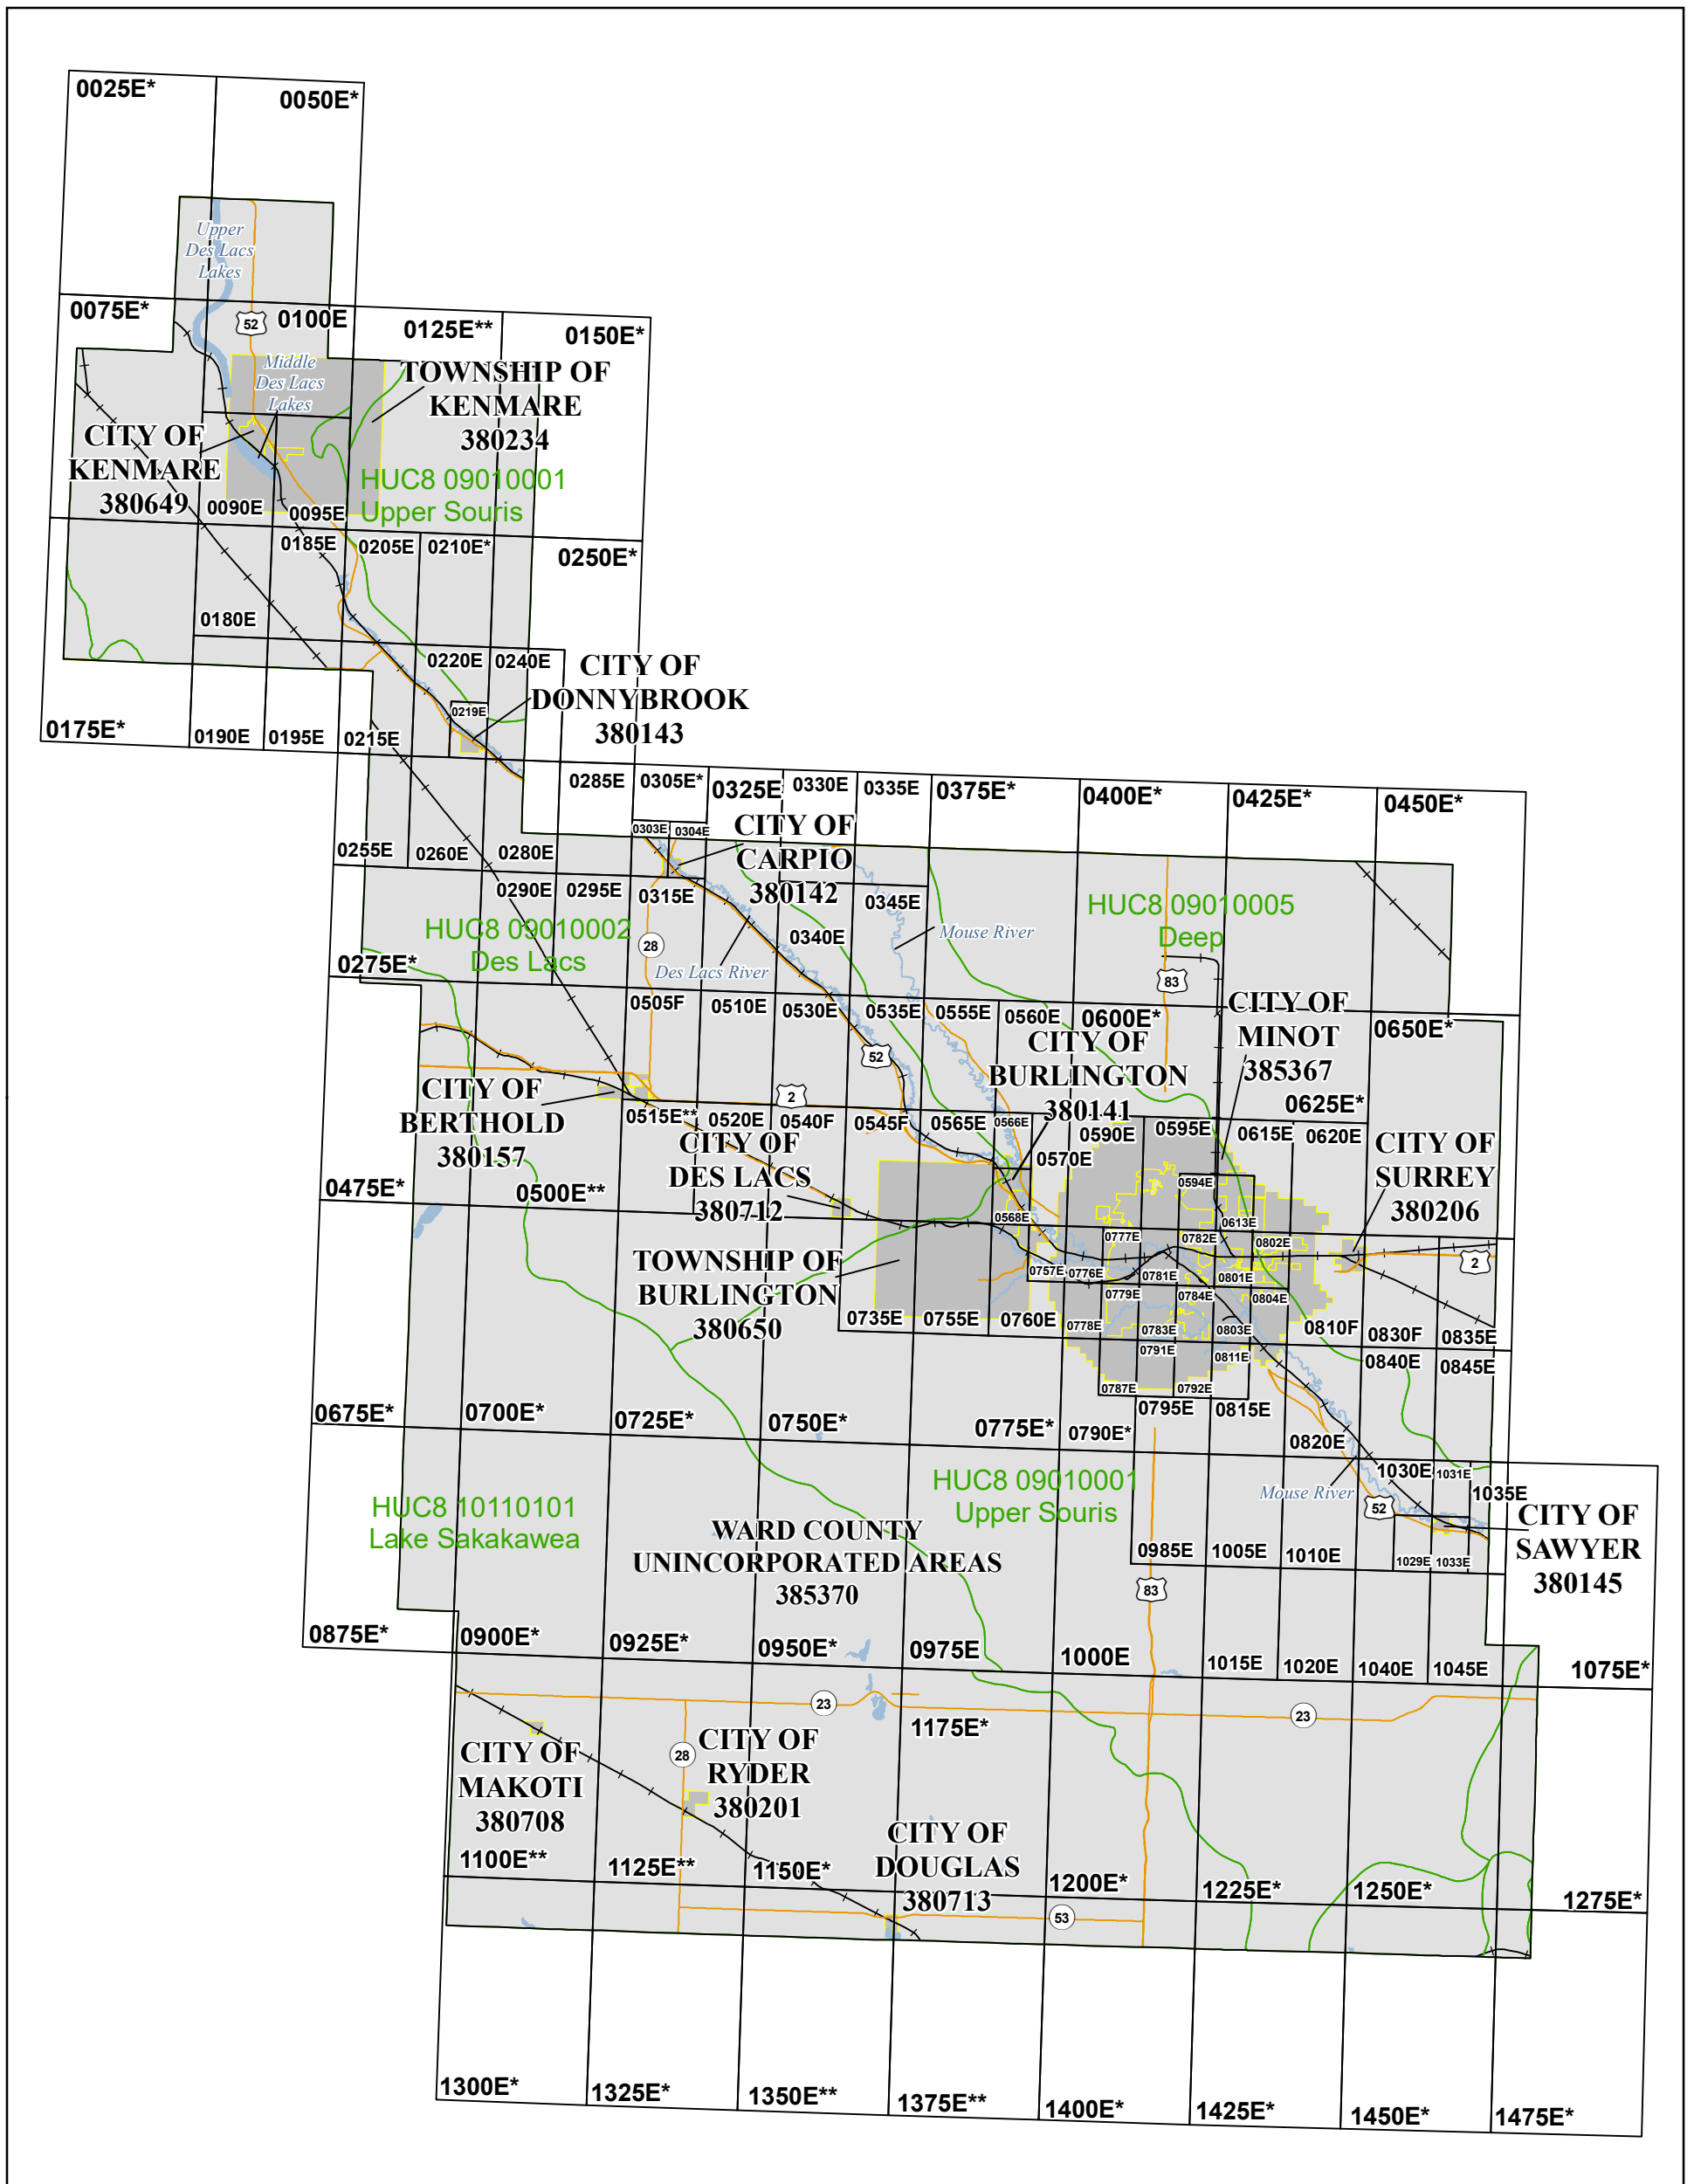 0025E*
0050E*
Upper
Des Lacs
Lakes
0075E*
52
0100E
0125E**
0150E*
Middle
Des Lacs
Lakes
TOWNSHIP OF
KENMARE
380234
CITY OF
KENMARE
380649
HUC8 09010001
Upper Souris
0090E
0095E
0185E
0205E
0210E*
0250E*
0180E
0220E
0240E
CITY OF
DONNYBROOK
380143
0219E
0175E*
0190E
0195E
0215E
0285E
0305E*
0325E
0330E
0335E
0375E*
0400E*
0425E*
0450E*
0303E
0304E
CITY OF
CARPIO
380142
0255E
0260E
0280E
0290E
0295E
0315E
0345E
HUC8 09010005
Deep
HUC8 09010002
Des Lacs
28
0340E
Mouse River
Des Lacs River
0275E*
83
0505F
0510E
0530E
0535E
0555E
0560E
0600E*
CITY OF
MINOT
385367
0650E*
52
CITY OF
BURLINGTON
380141
CITY OF
BERTHOLD
380157
2
0625E*
0515E**
0520E
0540F
0545F
0565E
0566E
0590E
0595E
0615E
0620E
CITY OF
DES LACS
380712
0570E
CITY OF
SURREY
380206
0475E*
0500E**
0594E
0568E
0613E
0777E
0782E
0802E
TOWNSHIP OF
BURLINGTON
380650
2
0757E
0776E
0781E
0801E
0779E
0784E
0804E
0735E
0755E
0760E
0778E
0783E
0803E
0810F
0830F
0835E
0791E
0811E
0840E
0845E
0787E
0792E
0675E*
0700E*
0725E*
0750E*
0775E*
0790E*
0795E
0815E
0820E
HUC8 10110101
Lake Sakakawea
HUC8 09010001
Upper Souris
Mouse River
1030E
1031E
1035E
52
CITY OF
SAWYER
380145
WARD COUNTY
UNINCORPORATED AREAS
385370
0985E
1005E
1010E
1029E
1033E
83
0875E*
0900E*
0925E*
0950E*
0975E
1000E
1015E
1020E
1040E
1045E
1075E*
23
23
1175E*
CITY OF
MAKOTI
380708
28
CITY OF
RYDER
380201
CITY OF
DOUGLAS
380713
1100E**
1125E**
1150E*
1200E*
1225E*
1250E*
1275E*
53
1300E*
1325E*
1350E**
1375E**
1400E*
1425E*
1450E*
1475E*